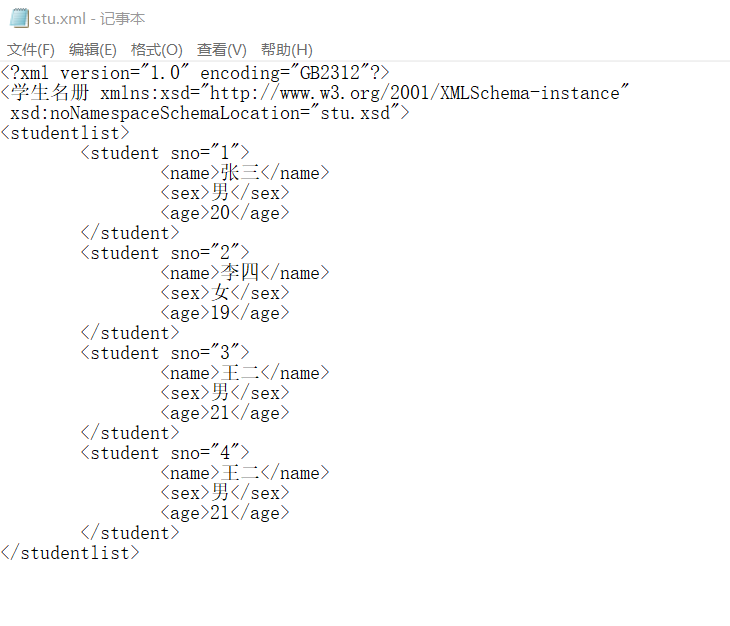 stu.xml - 记事本
文件(F) 编辑(E) 格式(O) 查看(V) 帮助(H)
<?xml version="1.0" encoding="GB2312"?>
<学生名册 xmlns:xsd="http://www.w3.org/2001/XMLSchema-instance"
xsd:noNamespaceSchemaLocation="stu.xsd">
<studentlist>
<student sno="1">
<name>张三</name>
<sex>男</sex>
<age>20</age>
</student>
<student sno="2">
<name>李四</name>
<sex>女</sex>
<age>19</age>
</student>
<student sno="3">
<name>王二</name>
<sex>男</sex>
<age>21</age>
</student>
<student sno="4">
<name>王二</name>
<sex>男</sex>
<age>21</age>
</student>
</studentlist>